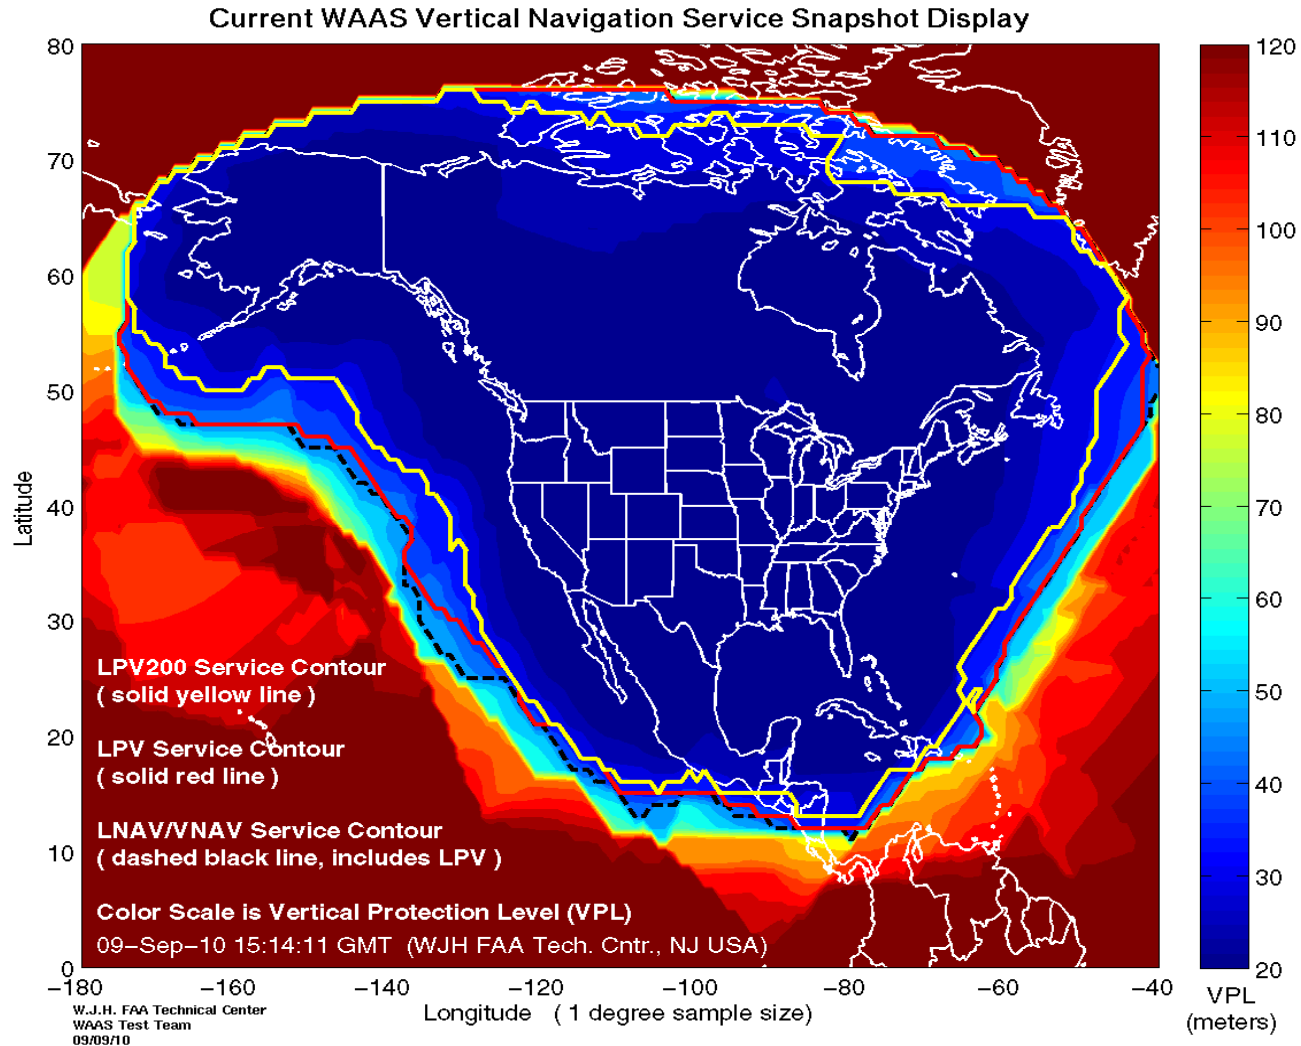 Current WAAS Vertical Navigation Service Snapshot Display
80
70
60
50
40
30
20
10
0
Latitude
LPV200 Service Contour
( solid yellow line )
LPV Service Contour
( solid red line )
LNAV/VNAV Service Contour
( dashed black line, includes LPV )
Color Scale is Vertical Protection Level (VPL)
09-Sep-10 15:14:11 GMT (WJH FAA Tech. Cntr., NJ USA)
−180 −160 −140 −120 −100 −80 −60 −40
Longitude ( 1 degree sample size)
W.J.H. FAA Technical Center
WAAS Test Team
09/09/10
120
110
100
90
80
70
60
50
40
30
20
VPL
(meters)